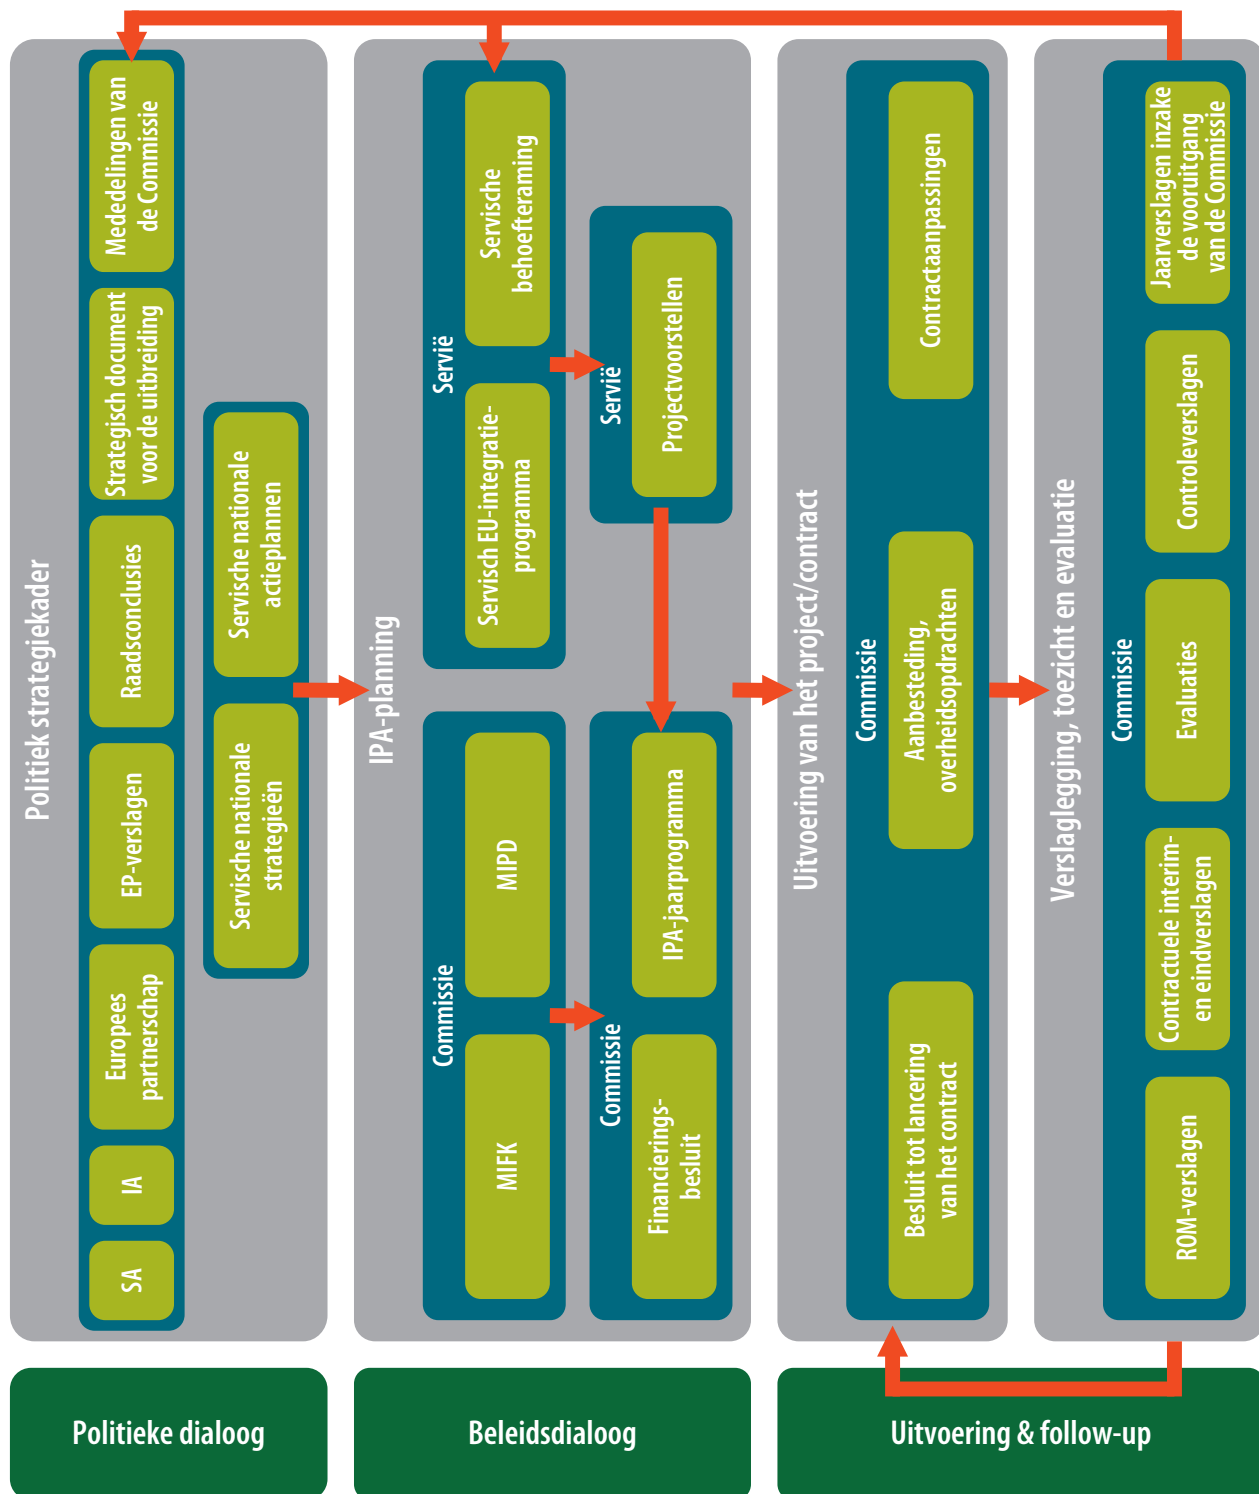 Politiek strategiekader
SA
IA
Europees
partnerschap
EP-verslagen
Raadsconclusies
Strategisch document
voor de uitbreiding
Mededelingen van
de Commissie
Servische nationale
strategieën
Servische nationale
actieplannen
IPA-planning
Commissie
MIFK
MIPD
Servië
Servisch EU-integratie-
programma
Servische
behoefteraming
Commissie
Financierings-
besluit
IPA-jaarprogramma
Servië
Projectvoorstellen
Uitvoering van het project/contract
Commissie
Besluit tot lancering
van het contract
Aanbesteding,
overheidsopdrachten
Contractaanpassingen
Verslaglegging, toezicht en evaluatie
Commissie
ROM-verslagen
Contractuele interim-
en eindverslagen
Evaluaties
Controleverslagen
Jaarverslagen inzake
de vooruitgang
van de Commissie
Politieke dialoog
Beleidsdialoog
Uitvoering & follow-up